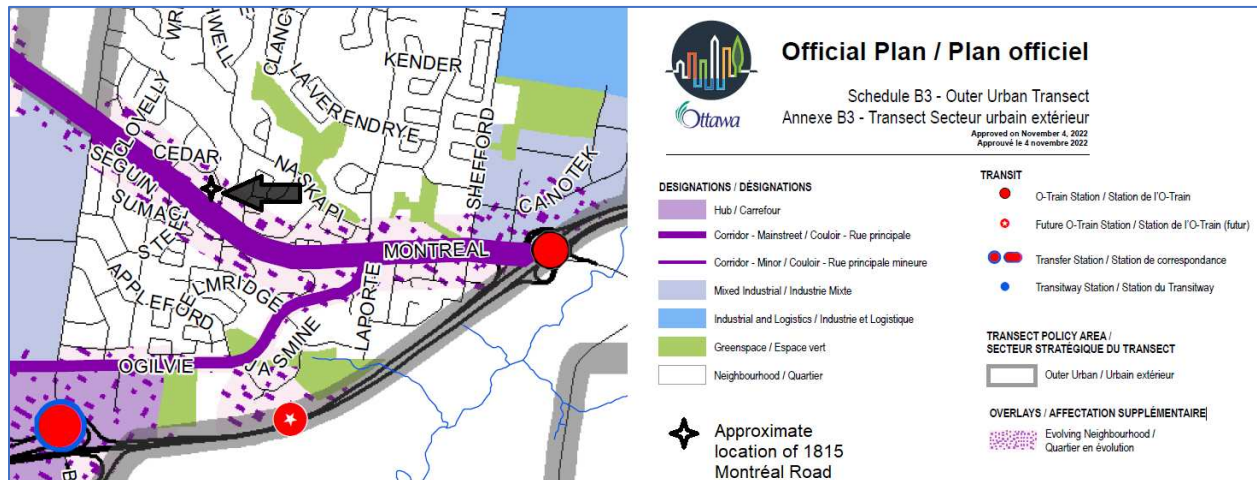 WR
HWELL
CLANCY
KENDER
LA VERENDRYE
CLOVELLY
SHEFFORD
CEDAR
NASKAPI
CANOTEK
SEGUIN
SUMAC
STEEL
MONTREAL
ELMRIDGE
APPLEFORD
LAPORTE
JASMINE
OGILVIE
B
Ottawa
Official Plan / Plan officiel
Schedule B3 - Outer Urban Transect
Annexe B3 - Transect Secteur urbain extérieur
Approved on November 4, 2022
Approuvé le 4 novembre 2022
DESIGNATIONS / DÉSIGNATIONS
Hub / Carrefour
Corridor - Mainstreet / Couloir - Rue principale
Corridor - Minor / Couloir - Rue principale mineure
Mixed Industrial / Industrie Mixte
Industrial and Logistics / Industrie et Logistique
Greenspace / Espace vert
Neighbourhood / Quartier
Approximate
location of 1815
Montréal Road
TRANSIT
O-Train Station / Station de l'O-Train
Future O-Train Station / Station de l'O-Train (futur)
Transfer Station / Station de correspondance
Transitway Station / Station du Transitway
TRANSECT POLICY AREA /
SECTEUR STRATÉGIQUE DU TRANSECT
Outer Urban / Urbain extérieur
OVERLAYS / AFFECTATION SUPPLÉMENTAIRE
Evolving Neighbourhood /
Quartier en évolution